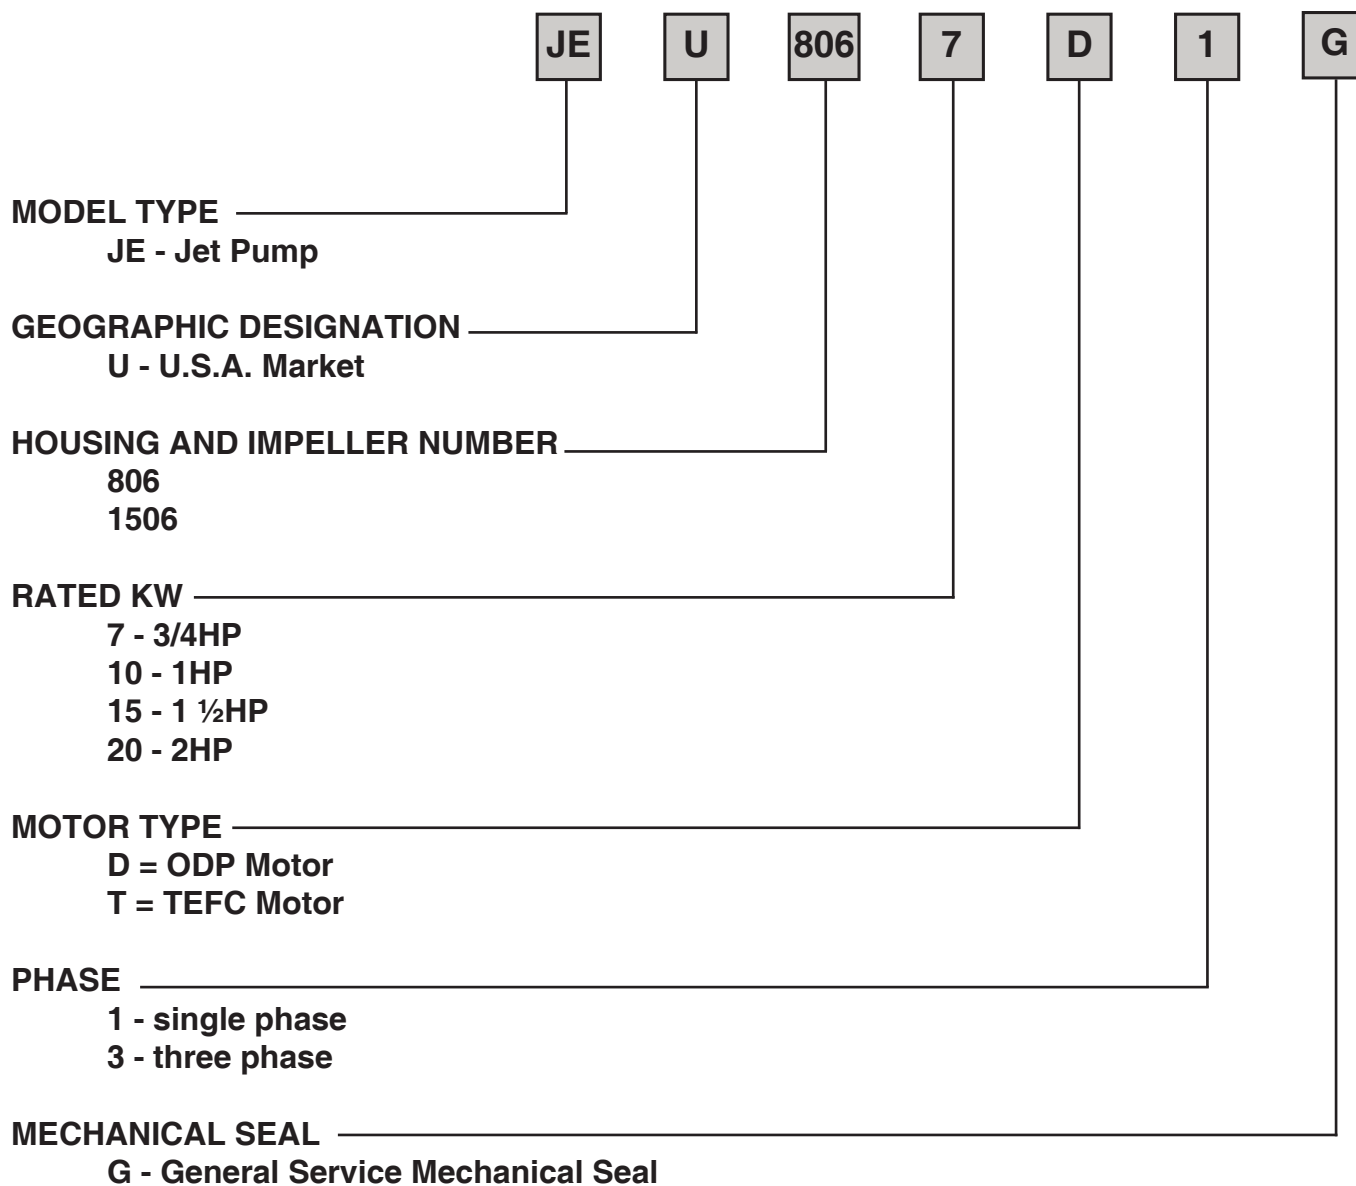 JE U 806 7 D 1 G
MODEL TYPE
JE - Jet Pump
GEOGRAPHIC DESIGNATION
U - U.S.A. Market
HOUSING AND IMPELLER NUMBER
806
1506
RATED KW
7 - 3/4HP
10 - 1HP
15 - 1 ½HP
20 - 2HP
MOTOR TYPE
D = ODP Motor
T = TEFC Motor
PHASE
1 - single phase
3 - three phase
MECHANICAL SEAL
G - General Service Mechanical Seal